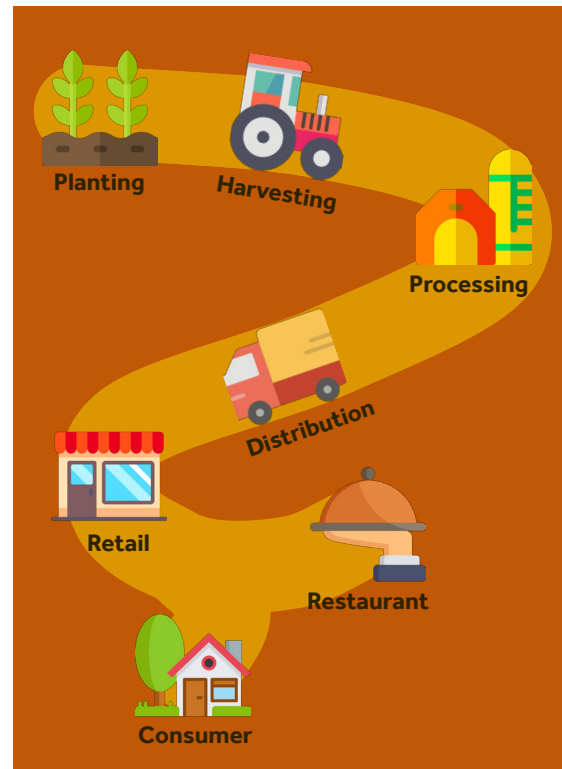 Planting
Harvesting
Processing
Distribution
Retail
Restaurant
Consumer